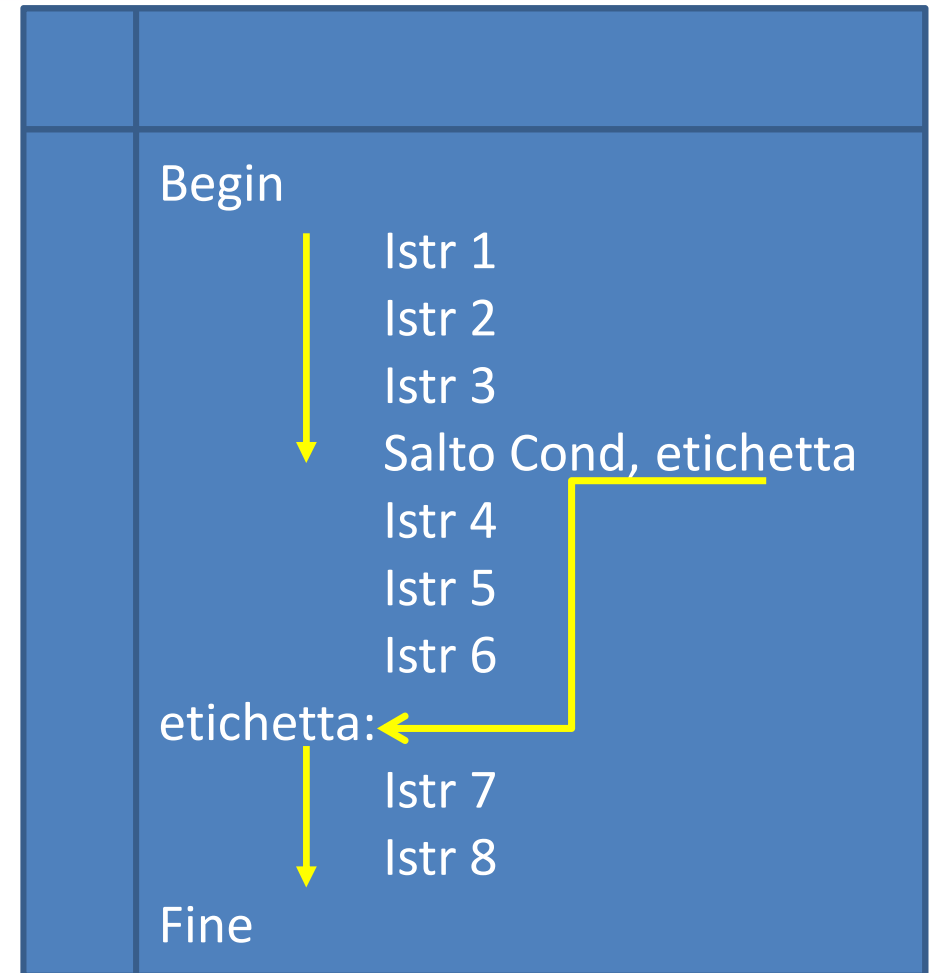 Begin
Istr 1
Istr 2
Istr 3
Salto Cond, etichetta
Istr 4
Istr 5
Istr 6
etichetta:
Istr 7
Istr 8
Fine